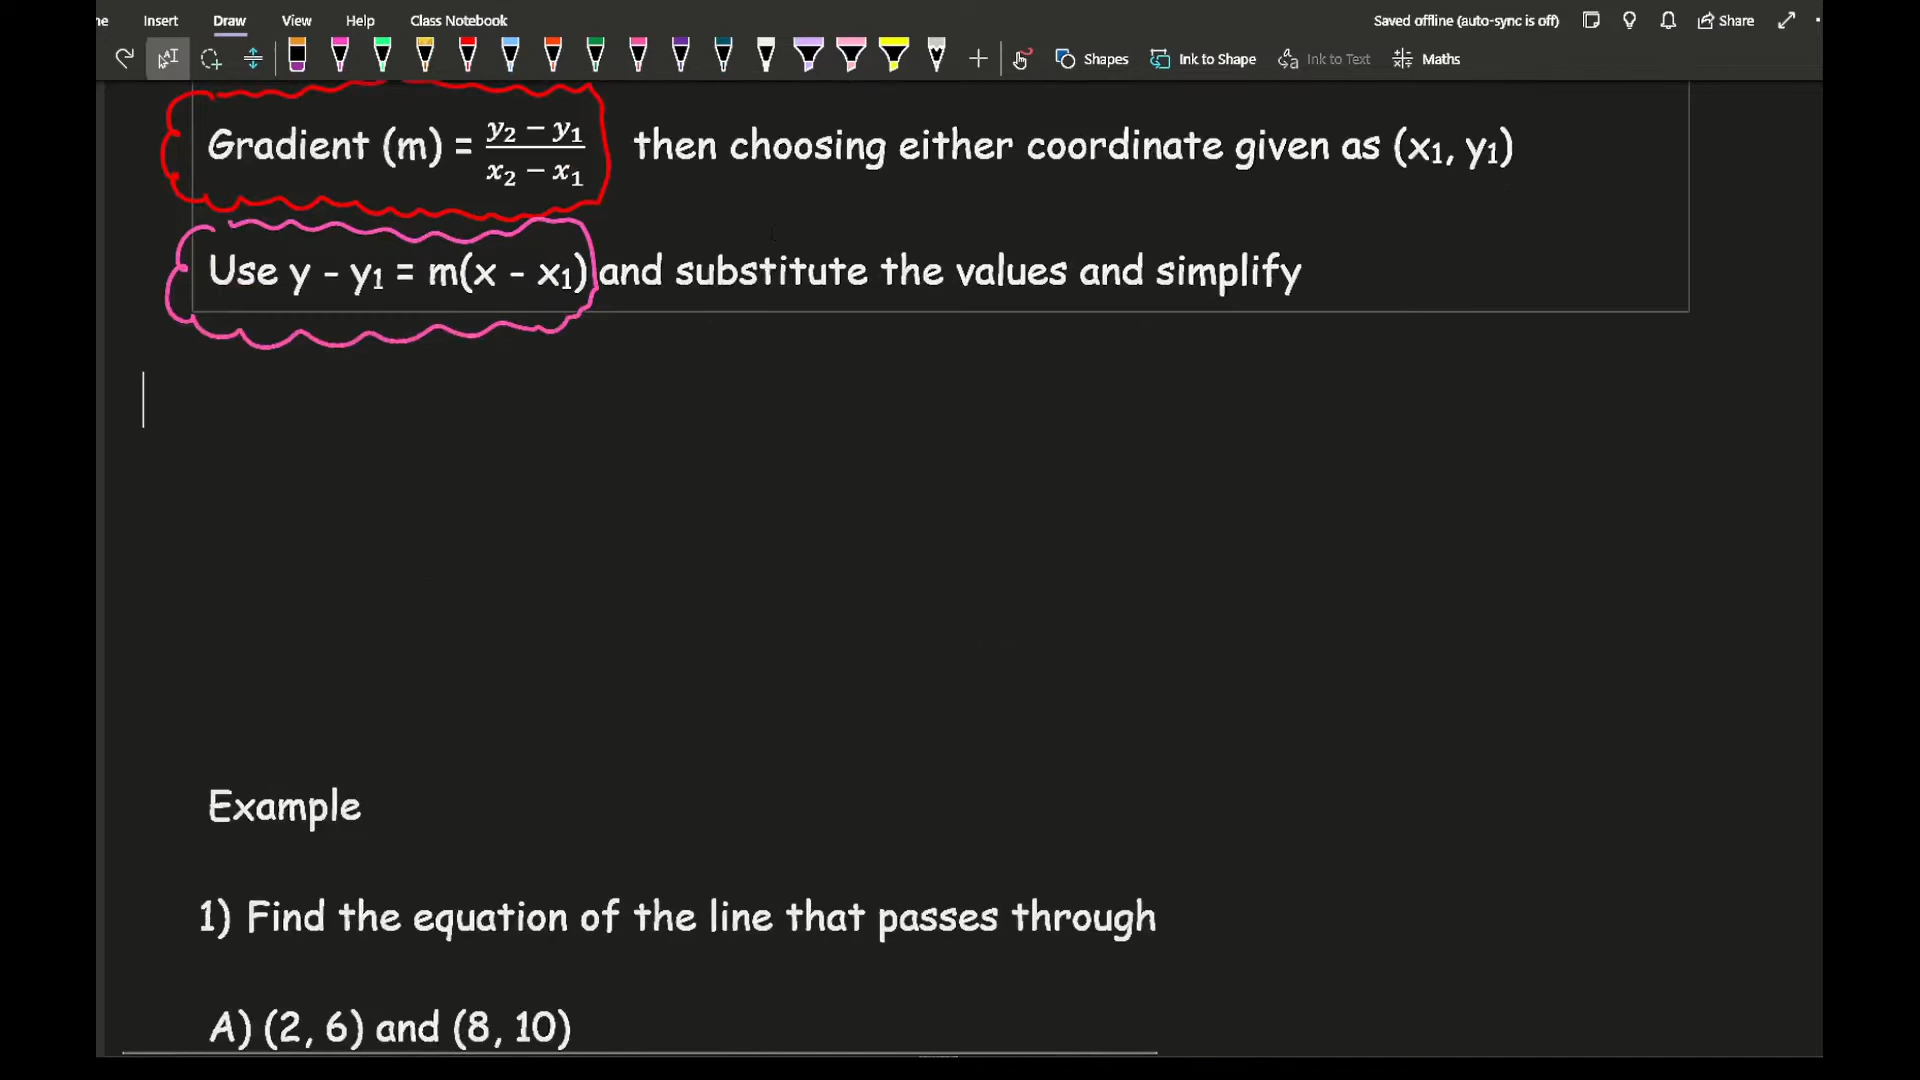 ne Insert Draw View Help Class Notebook Saved offline (auto-sync is off) Share
Shapes Ink to Shape Ink to Text Maths
Gradient (m) = (y₂ − y₁)/(x₂ − x₁) then choosing either coordinate given as (x₁, y₁)
Use y - y₁ = m(x - x₁) and substitute the values and simplify
Example
1) Find the equation of the line that passes through
A) (2, 6) and (8, 10)